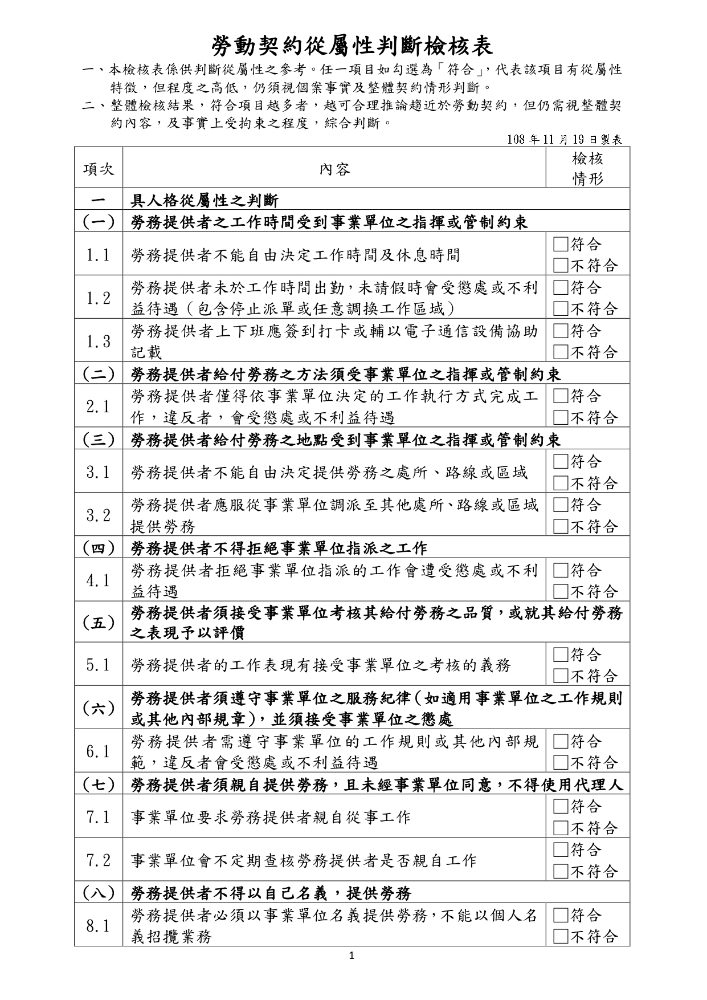 勞動契約從屬性判斷檢核表
一、本檢核表係供判斷從屬性之參考。任一項目如勾選為「符合」，代表該項目有從屬性
特徵，但程度之高低，仍須視個案事實及整體契約情形判斷。
二、整體檢核結果，符合項目越多者，越可合理推論趨近於勞動契約，但仍需視整體契
約內容，及事實上受拘束之程度，綜合判斷。
108 年 11 月 19 日製表
項次 內容 檢核
情形
一 具人格從屬性之判斷
（一） 勞務提供者之工作時間受到事業單位之指揮或管制約束
1.1 勞務提供者不能自由決定工作時間及休息時間
□符合
□不符合
1.2
勞務提供者未於工作時間出勤，未請假時會受懲處或不利
益待遇（包含停止派單或任意調換工作區域）
□符合
□不符合
1.3
勞務提供者上下班應簽到打卡或輔以電子通信設備協助
記載
□符合
□不符合
（二） 勞務提供者給付勞務之方法須受事業單位之指揮或管制約束
2.1
勞務提供者僅得依事業單位決定的工作執行方式完成工
作，違反者，會受懲處或不利益待遇
□符合
□不符合
（三） 勞務提供者給付勞務之地點受到事業單位之指揮或管制約束
3.1 勞務提供者不能自由決定提供勞務之處所、路線或區域
□符合
□不符合
3.2
勞務提供者應服從事業單位調派至其他處所、路線或區域
提供勞務
□符合
□不符合
（四） 勞務提供者不得拒絕事業單位指派之工作
4.1
勞務提供者拒絕事業單位指派的工作會遭受懲處或不利
益待遇
□符合
□不符合
（五）
勞務提供者須接受事業單位考核其給付勞務之品質，或就其給付勞務
之表現予以評價
5.1 勞務提供者的工作表現有接受事業單位之考核的義務
□符合
□不符合
（六）
勞務提供者須遵守事業單位之服務紀律（如適用事業單位之工作規則
或其他內部規章），並須接受事業單位之懲處
6.1
勞務提供者需遵守事業單位的工作規則或其他內部規
範，違反者會受懲處或不利益待遇
□符合
□不符合
（七） 勞務提供者須親自提供勞務，且未經事業單位同意，不得使用代理人
7.1 事業單位要求勞務提供者親自從事工作
□符合
□不符合
7.2 事業單位會不定期查核勞務提供者是否親自工作
□符合
□不符合
（八） 勞務提供者不得以自己名義，提供勞務
8.1
勞務提供者必須以事業單位名義提供勞務，不能以個人名
義招攬業務
□符合
□不符合
1